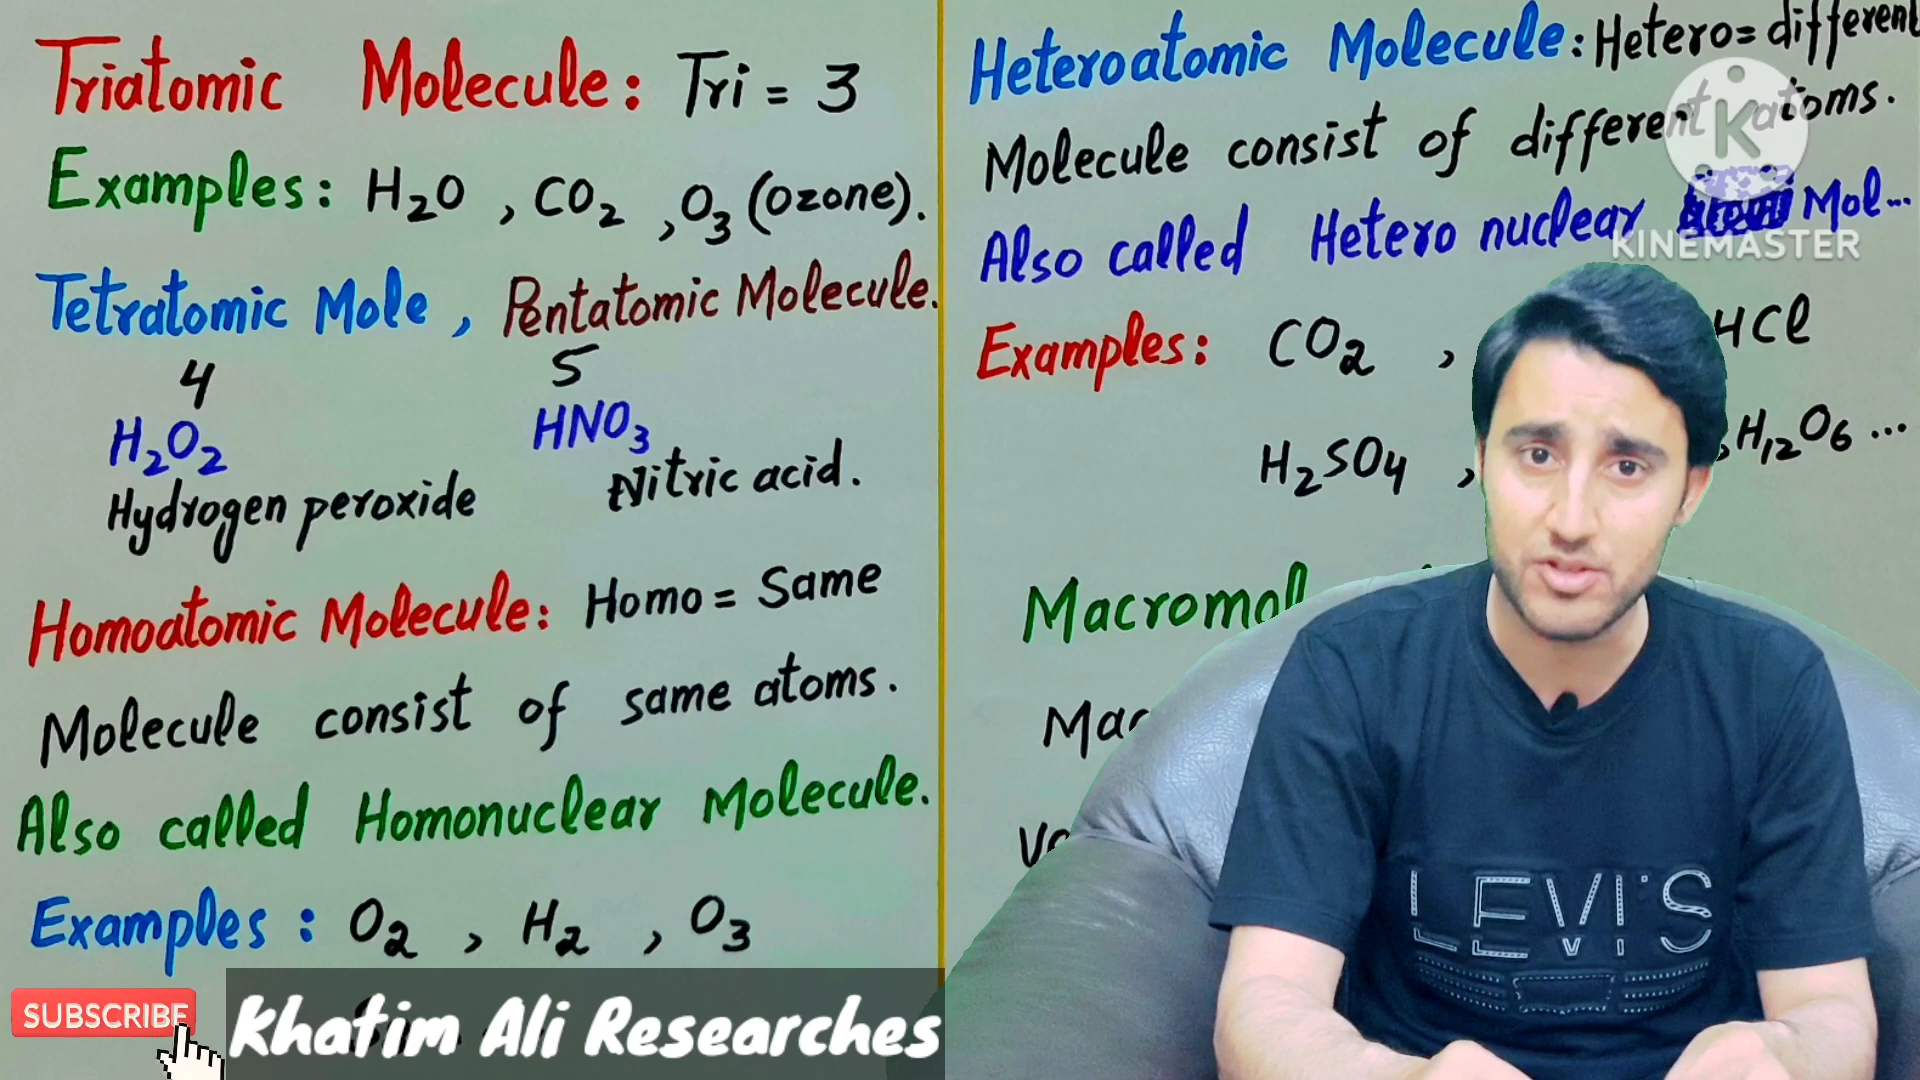 Triatomic Molecule: Tri = 3
Examples: H2O , CO2 , O3 (Ozone).
Tetratomic Mole , Pentatomic Molecule.
4 5
H2O2 HNO3
Hydrogen peroxide Nitric acid.
Homoatomic Molecule: Homo = Same
Molecule consist of same atoms.
Also called Homonuclear Molecule.
Examples : O2 , H2 , O3
Heteroatomic Molecule: Hetero = different
Molecule consist of different atoms.
Also called Hetero nuclear Mol...
KINEMASTER
Examples: CO2 , HCl
H2SO4 , H12O6 ...
Macromol
Mac
LEVI'S
SUBSCRIBE
Khatim Ali Researches